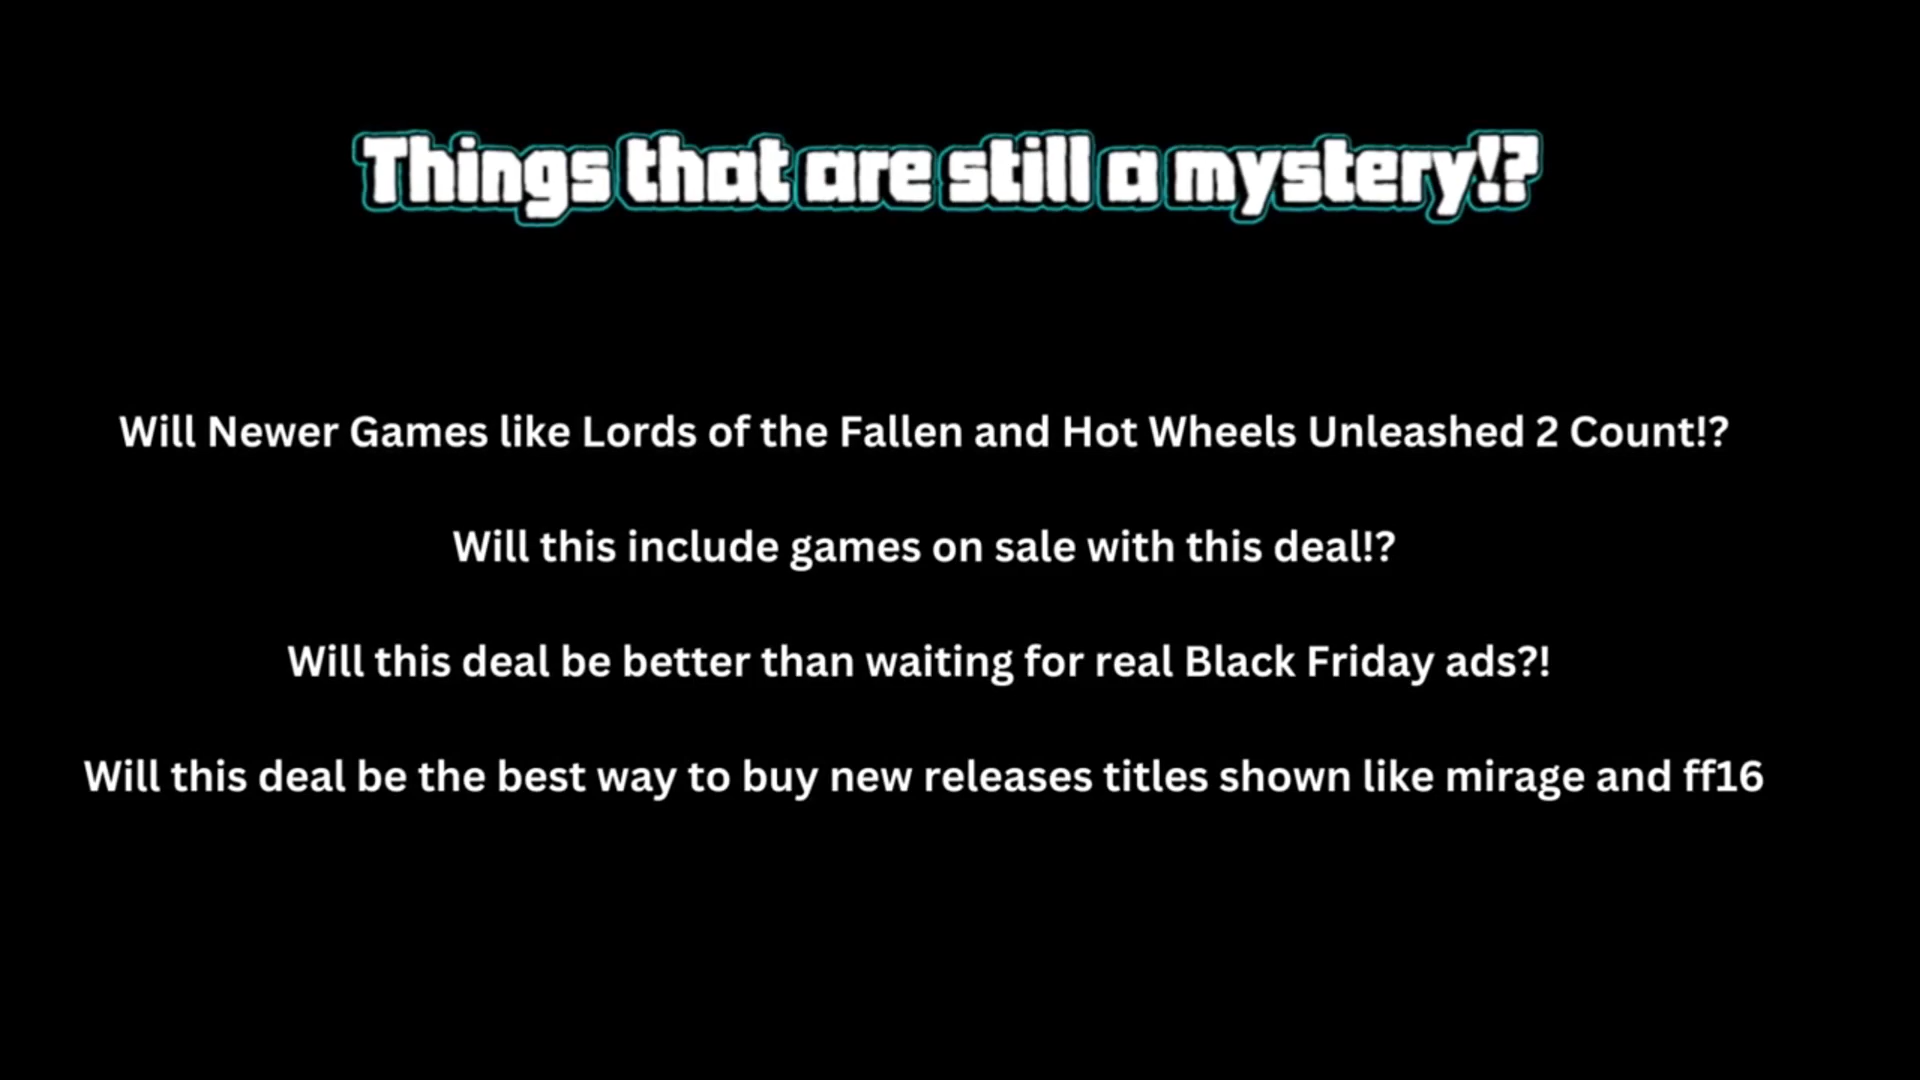 Things that are still a mystery!?
Will Newer Games like Lords of the Fallen and Hot Wheels Unleashed 2 Count!?
Will this include games on sale with this deal!?
Will this deal be better than waiting for real Black Friday ads?!
Will this deal be the best way to buy new releases titles shown like mirage and ff16